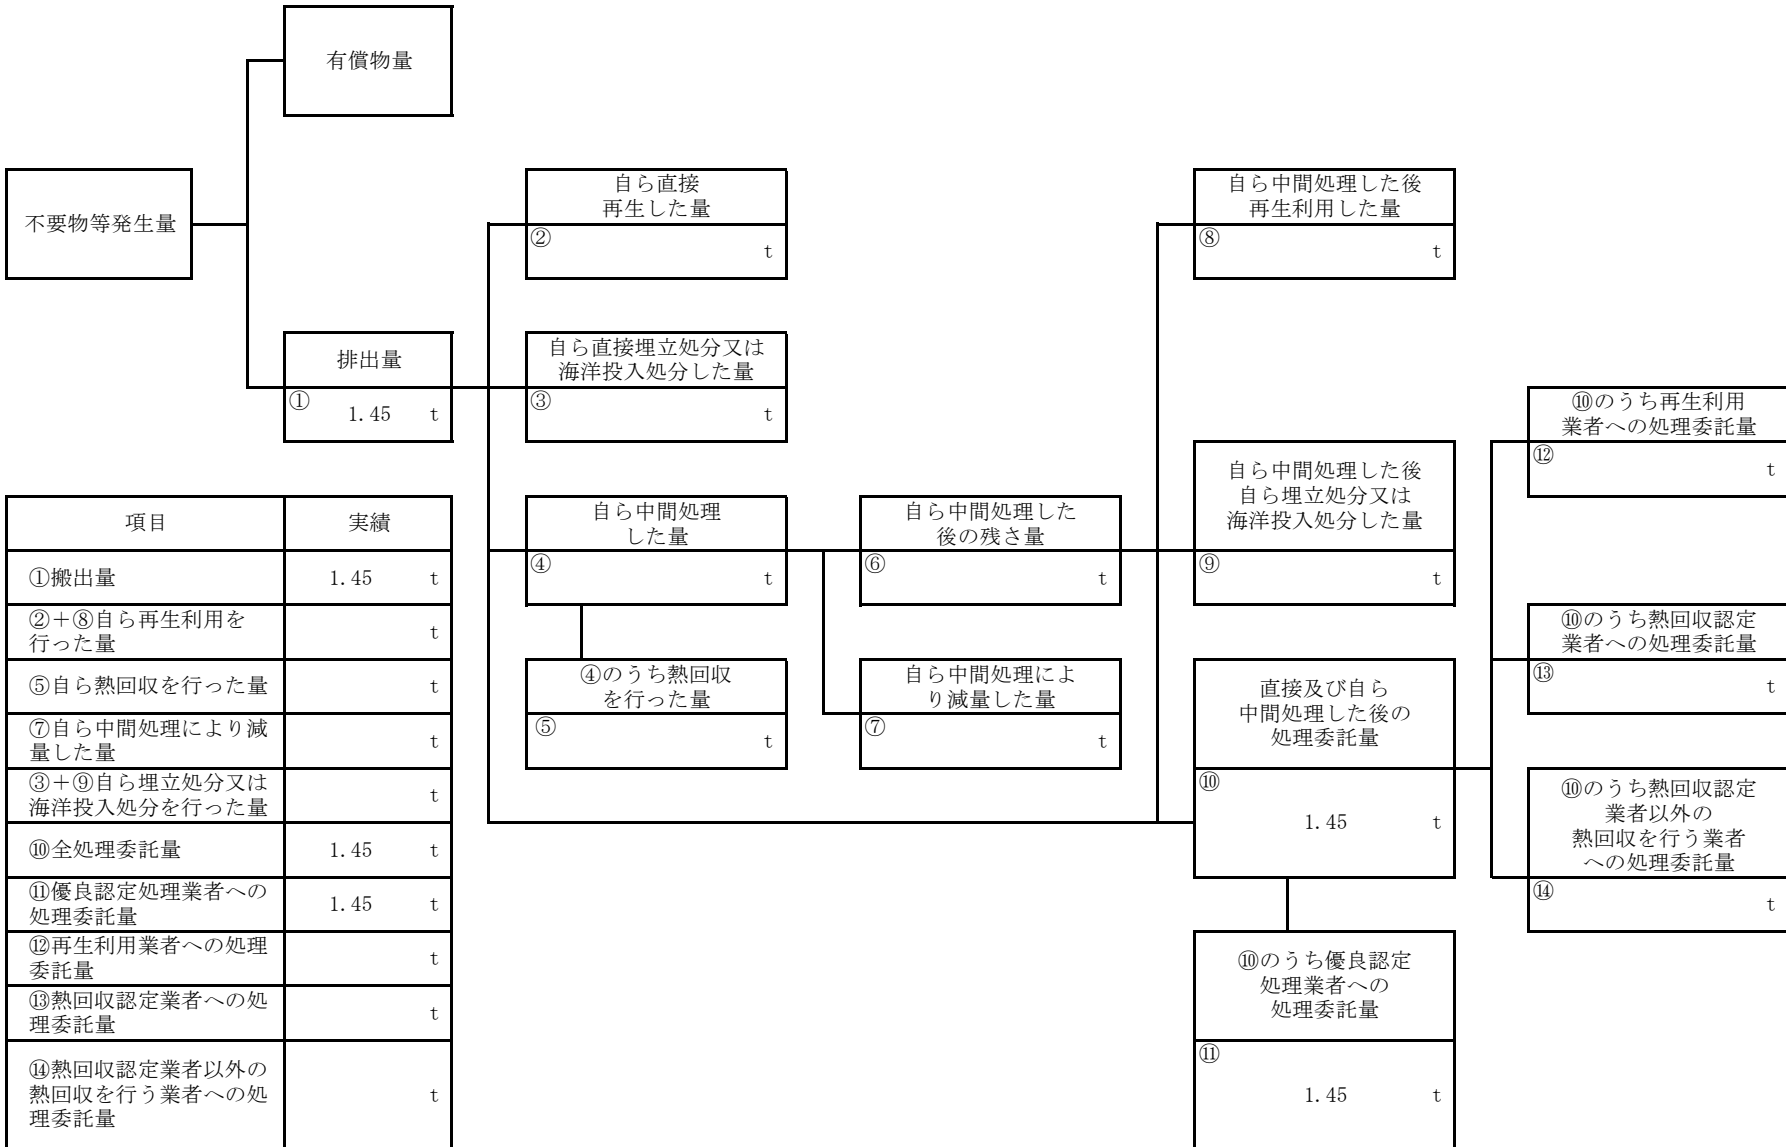 有償物量
不要物等発生量
自ら直接
再生した量
② t
自ら中間処理した後
再生利用した量
⑧ t
排出量
① 1.45 t
自ら直接埋立処分又は
海洋投入処分した量
③ t
⑩のうち再生利用
業者への処理委託量
⑫ t
自ら中間処理
した量
④ t
自ら中間処理した
後の残さ量
⑥ t
自ら中間処理した後
自ら埋立処分又は
海洋投入処分した量
⑨ t
⑩のうち熱回収認定
業者への処理委託量
⑬ t
④のうち熱回収
を行った量
⑤ t
自ら中間処理によ
り減量した量
⑦ t
直接及び自ら
中間処理した後の
処理委託量
⑩
1.45 t
⑩のうち熱回収認定
業者以外の
熱回収を行う業者
への処理委託量
⑭ t
⑩のうち優良認定
処理業者への
処理委託量
⑪
1.45 t
項目 実績
①搬出量 1.45 t
②+⑧自ら再生利用を
行った量 t
⑤自ら熱回収を行った量 t
⑦自ら中間処理により減
量した量 t
③+⑨自ら埋立処分又は
海洋投入処分を行った量 t
⑩全処理委託量 1.45 t
⑪優良認定処理業者への
処理委託量 1.45 t
⑫再生利用業者への処理
委託量 t
⑬熱回収認定業者への処
理委託量 t
⑭熱回収認定業者以外の
熱回収を行う業者への処
理委託量 t